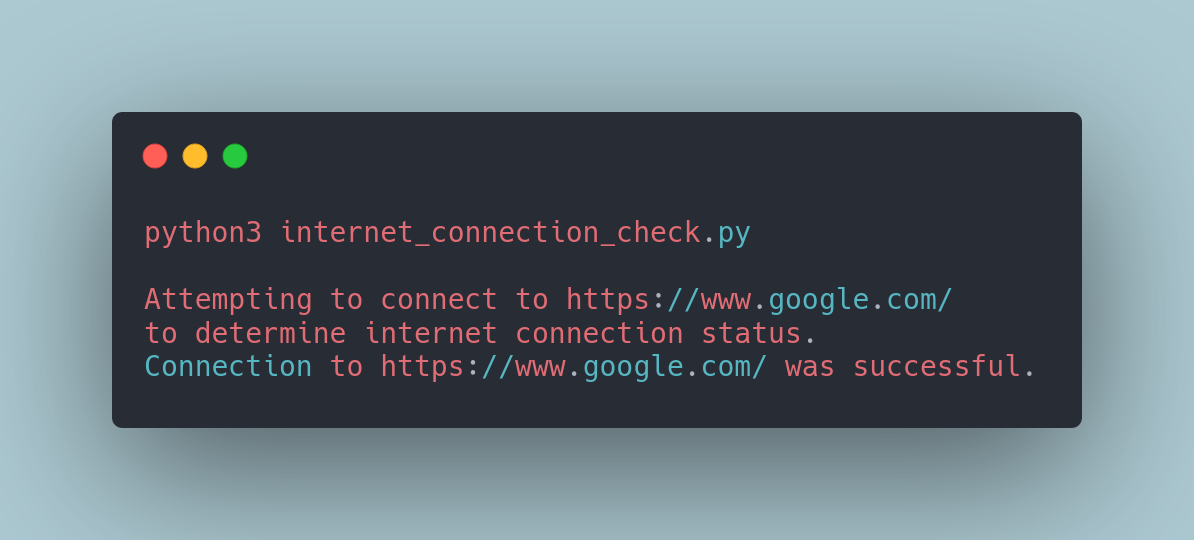 python3 internet_connection_check.py
Attempting to connect to https://www.google.com/
to determine internet connection status.
Connection to https://www.google.com/ was successful.